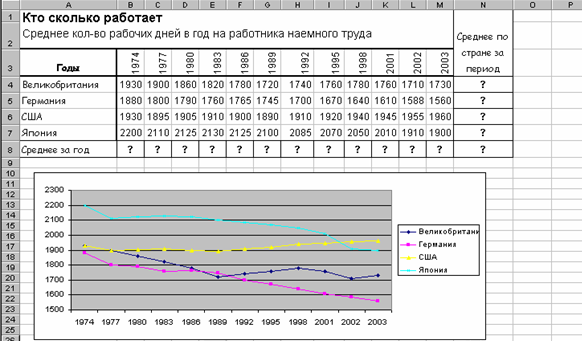 A B C D E F G H I J K L M N O P
1 Кто сколько работает
2 Среднее кол-во рабочих дней в год на работника наемного труда
Среднее по стране за период
3 Годы 1974 1977 1980 1983 1986 1989 1992 1995 1998 2001 2002 2003
4 Великобритания 1930 1900 1860 1820 1780 1720 1740 1760 1780 1760 1710 1730 ?
5 Германия 1880 1800 1790 1760 1765 1745 1700 1670 1640 1610 1588 1560 ?
6 США 1930 1895 1905 1910 1900 1890 1910 1920 1940 1945 1955 1960 ?
7 Япония 2200 2110 2125 2130 2125 2100 2085 2070 2050 2010 1910 1900 ?
8 Среднее за год ? ? ? ? ? ? ? ? ? ? ? ? ?
9
10
11
12
13
14
15
16
17
18
19
20
21
22
23
24
25
2300
2200
2100
2000
1900
1800
1700
1600
1500
1974 1977 1980 1983 1986 1989 1992 1995 1998 2001 2002 2003
Великобритани
Германия
США
Япония